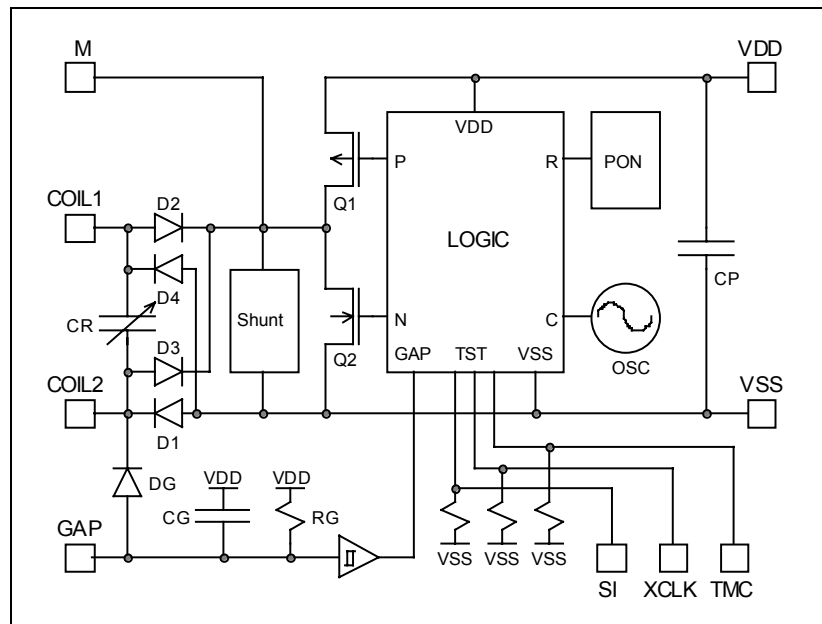 M
VDD
VDD
P
R
PON
Q1
COIL1
D2
LOGIC
D4
CR
Shunt
N
C
CP
D3
Q2
GAP
TST
VSS
OSC
COIL2
VSS
D1
DG
VDD
VDD
CG
RG
GAP
VSS
VSS
VSS
SI
XCLK
TMC